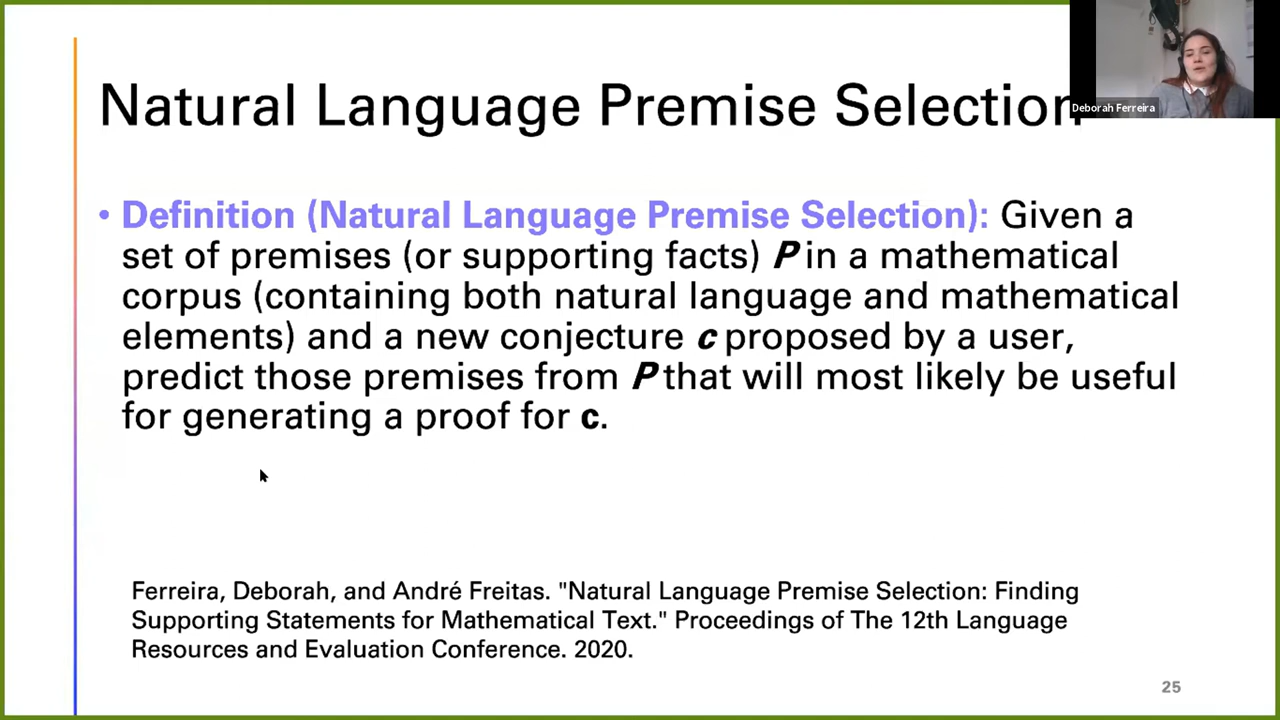 Natural Language Premise Selection
Deborah Ferreira
• Definition (Natural Language Premise Selection): Given a
set of premises (or supporting facts) P in a mathematical
corpus (containing both natural language and mathematical
elements) and a new conjecture c proposed by a user,
predict those premises from P that will most likely be useful
for generating a proof for c.
Ferreira, Deborah, and André Freitas. "Natural Language Premise Selection: Finding
Supporting Statements for Mathematical Text." Proceedings of The 12th Language
Resources and Evaluation Conference. 2020.
25